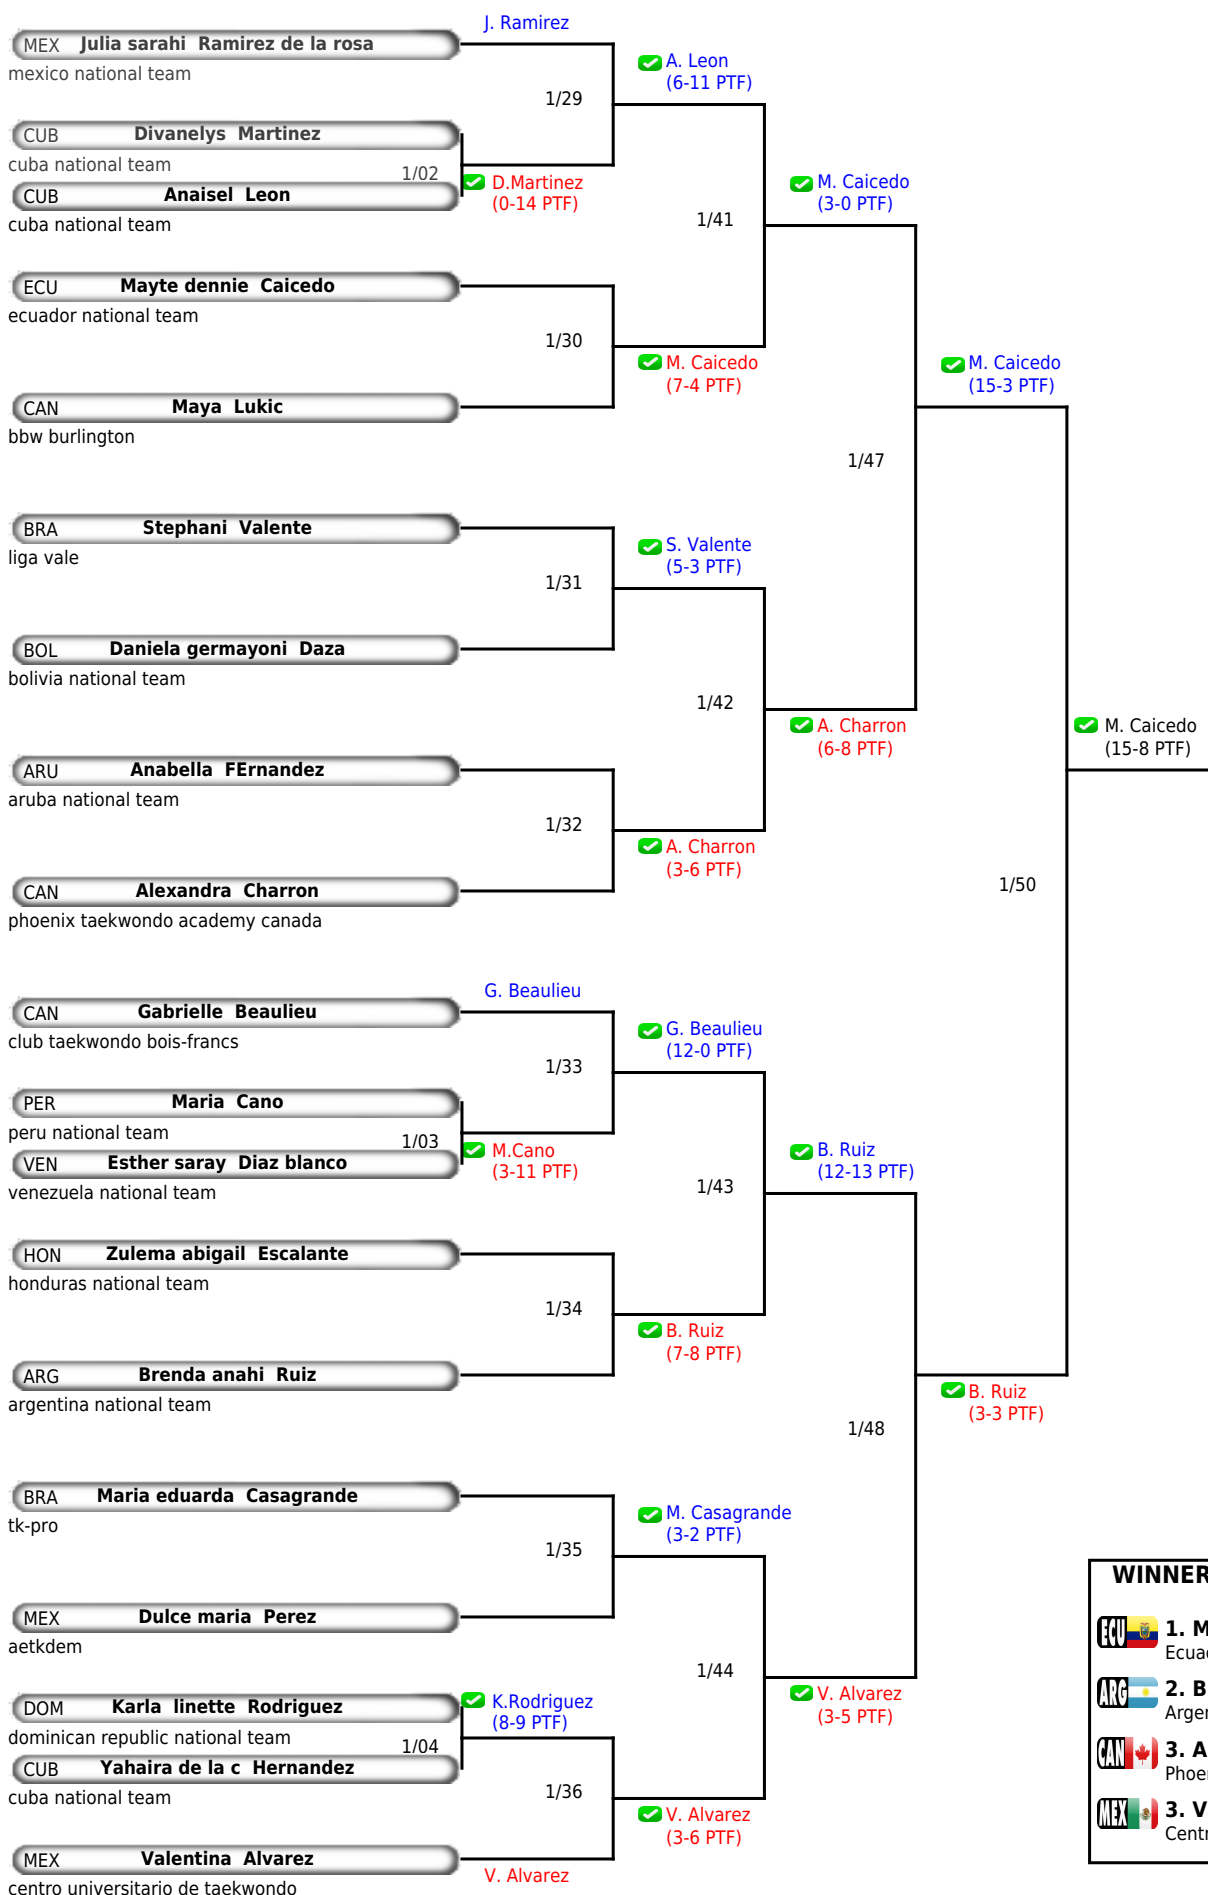 J. Ramirez
MEX Julia sarahi Ramirez de la rosa
mexico national team
A. Leon
(6-11 PTF)
1/29
CUB Divanelys Martinez
cuba national team
1/02
D.Martinez
(0-14 PTF)
CUB Anaisel Leon
cuba national team
M. Caicedo
(3-0 PTF)
1/41
ECU Mayte dennie Caicedo
ecuador national team
1/30
M. Caicedo
(7-4 PTF)
M. Caicedo
(15-3 PTF)
CAN Maya Lukic
bbw burlington
1/47
BRA Stephani Valente
liga vale
S. Valente
(5-3 PTF)
1/31
BOL Daniela germayoni Daza
bolivia national team
1/42
A. Charron
(6-8 PTF)
M. Caicedo
(15-8 PTF)
ARU Anabella FErnandez
aruba national team
1/32
A. Charron
(3-6 PTF)
CAN Alexandra Charron
phoenix taekwondo academy canada
1/50
G. Beaulieu
CAN Gabrielle Beaulieu
club taekwondo bois-francs
G. Beaulieu
(12-0 PTF)
1/33
PER Maria Cano
peru national team
1/03
M.Cano
(3-11 PTF)
VEN Esther saray Diaz blanco
venezuela national team
B. Ruiz
(12-13 PTF)
1/43
HON Zulema abigail Escalante
honduras national team
1/34
B. Ruiz
(7-8 PTF)
ARG Brenda anahi Ruiz
argentina national team
B. Ruiz
(3-3 PTF)
1/48
BRA Maria eduarda Casagrande
tk-pro
M. Casagrande
(3-2 PTF)
1/35
MEX Dulce maria Perez
aetkdem
1/44
V. Alvarez
(3-5 PTF)
DOM Karla linette Rodriguez
dominican republic national team
K.Rodriguez
(8-9 PTF)
1/04
CUB Yahaira de la c Hernandez
cuba national team
1/36
V. Alvarez
(3-6 PTF)
MEX Valentina Alvarez
centro universitario de taekwondo
V. Alvarez
WINNER
ECU 1. M
Ecua
ARG 2. B
Arger
CAN 3. A
Phoer
MEX 3. V
Centr